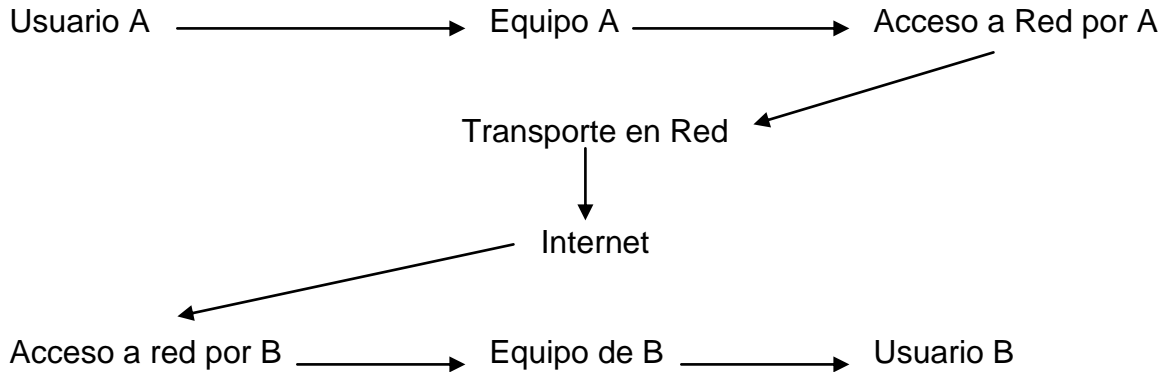 Usuario A Equipo A Acceso a Red por A
Transporte en Red
Internet
Acceso a red por B Equipo de B Usuario B